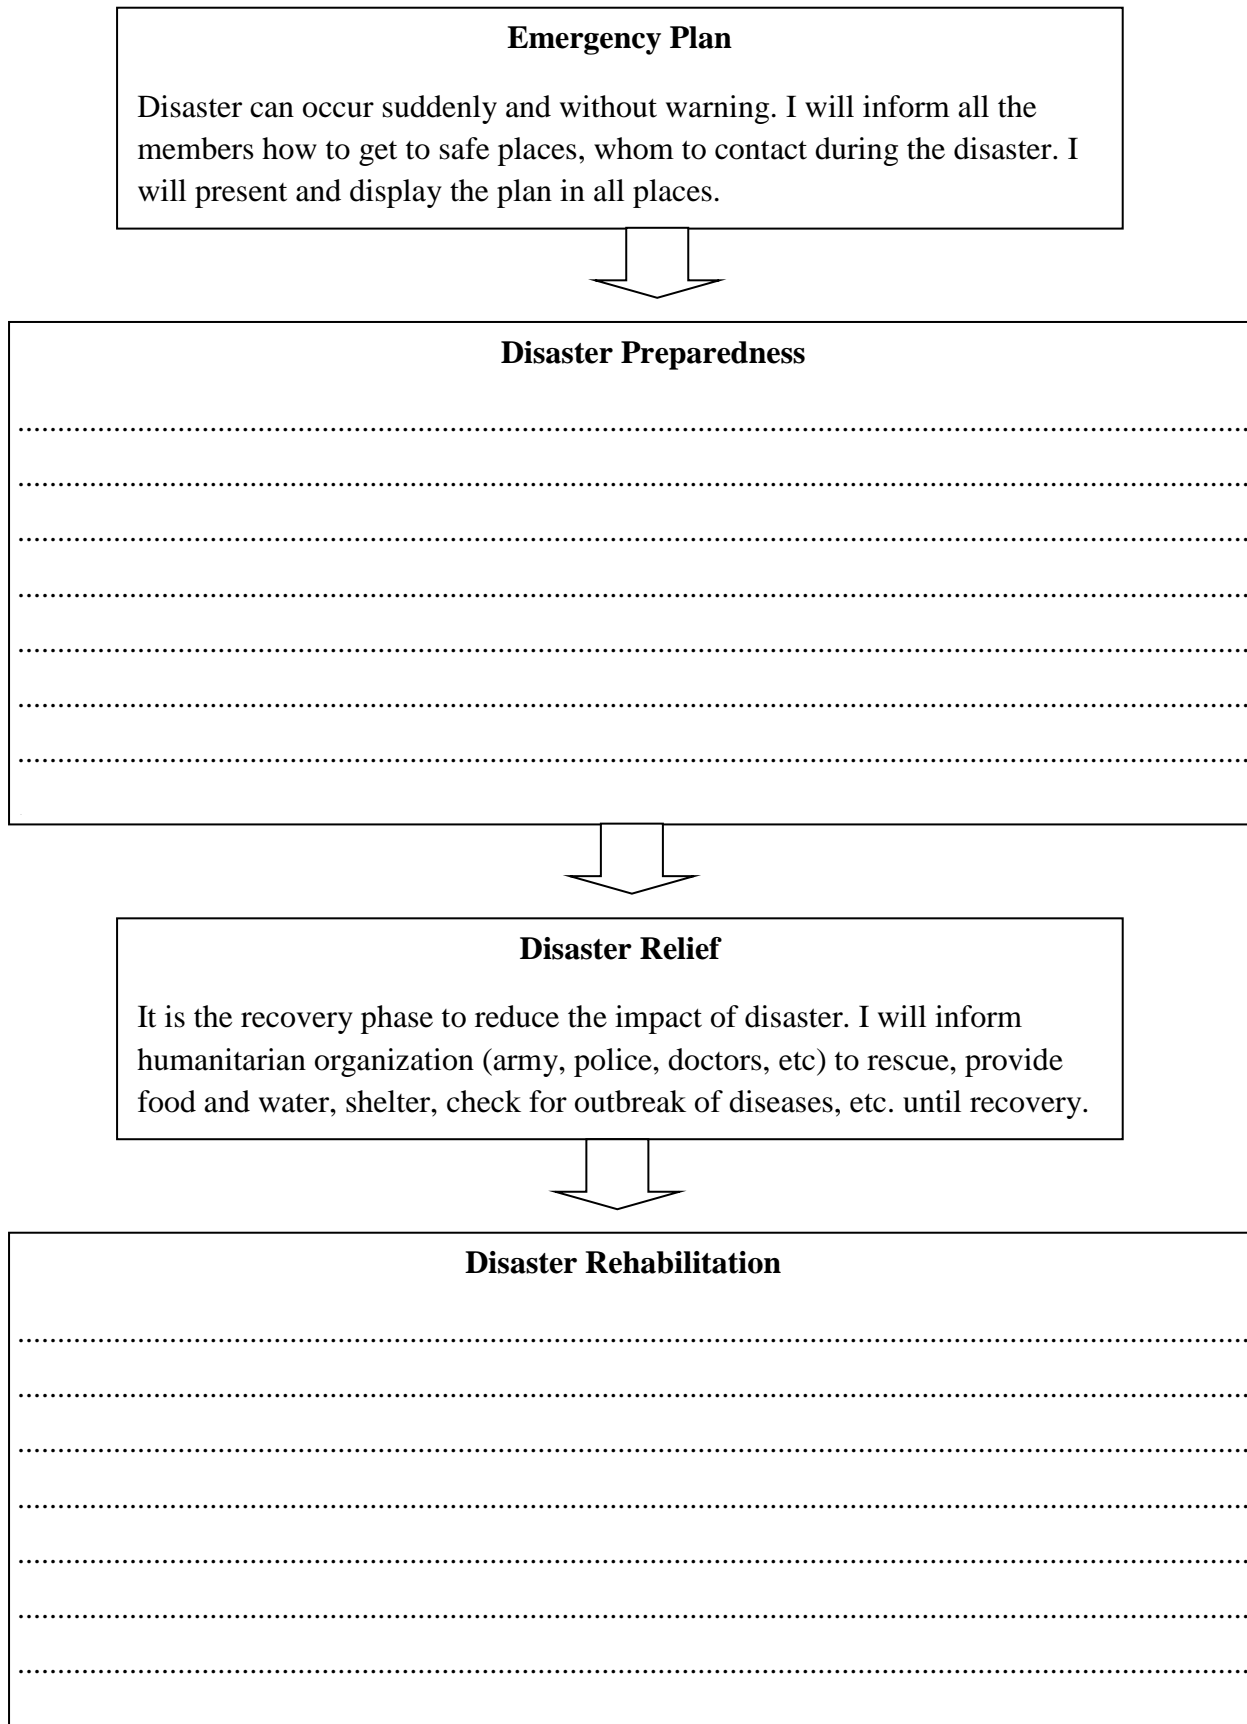 Emergency Plan
Disaster can occur suddenly and without warning. I will inform all the
members how to get to safe places, whom to contact during the disaster. I
will present and display the plan in all places.
Disaster Preparedness
................................................................................................................................................
................................................................................................................................................
................................................................................................................................................
................................................................................................................................................
................................................................................................................................................
................................................................................................................................................
................................................................................................................................................
Disaster Relief
It is the recovery phase to reduce the impact of disaster. I will inform
humanitarian organization (army, police, doctors, etc) to rescue, provide
food and water, shelter, check for outbreak of diseases, etc. until recovery.
Disaster Rehabilitation
................................................................................................................................................
................................................................................................................................................
................................................................................................................................................
................................................................................................................................................
................................................................................................................................................
................................................................................................................................................
................................................................................................................................................